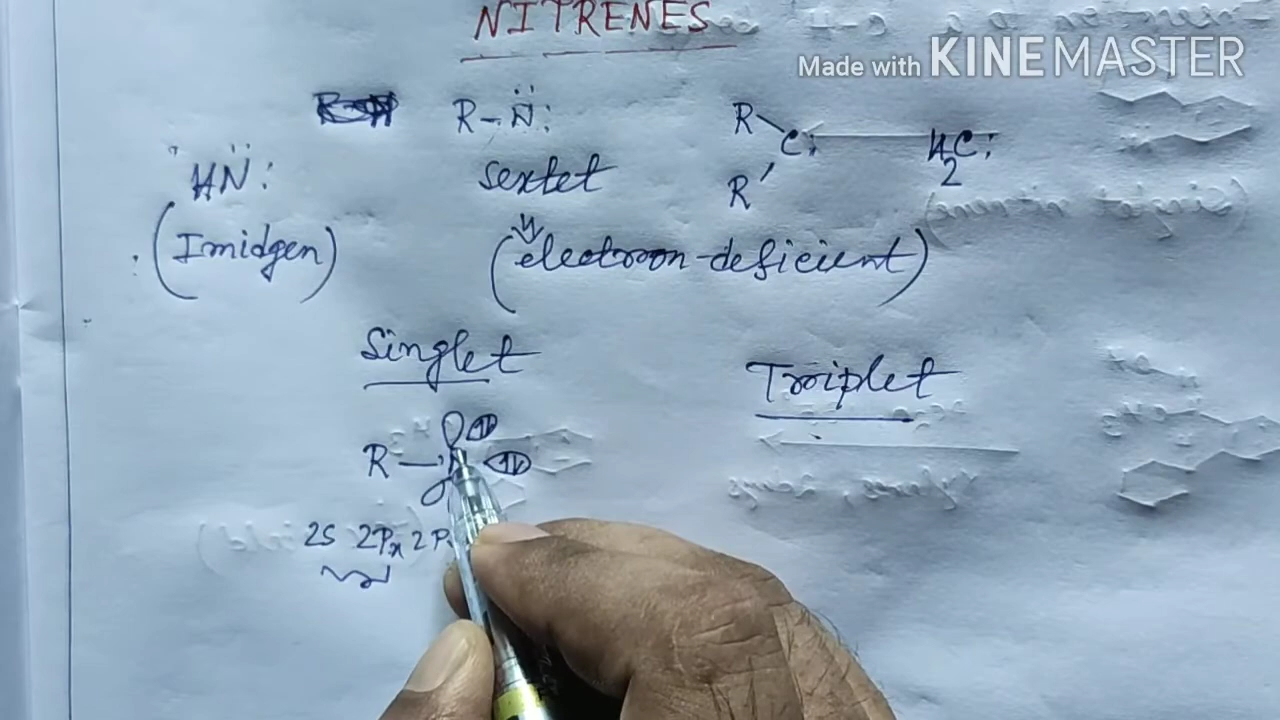 NITRENES
Made with KINEMASTER
R-N̈: R C: H2C:
HN̈: sextet R'
(Imidgen) (electron-deficient)
Singlet Triplet
R-N
2S 2Px 2P